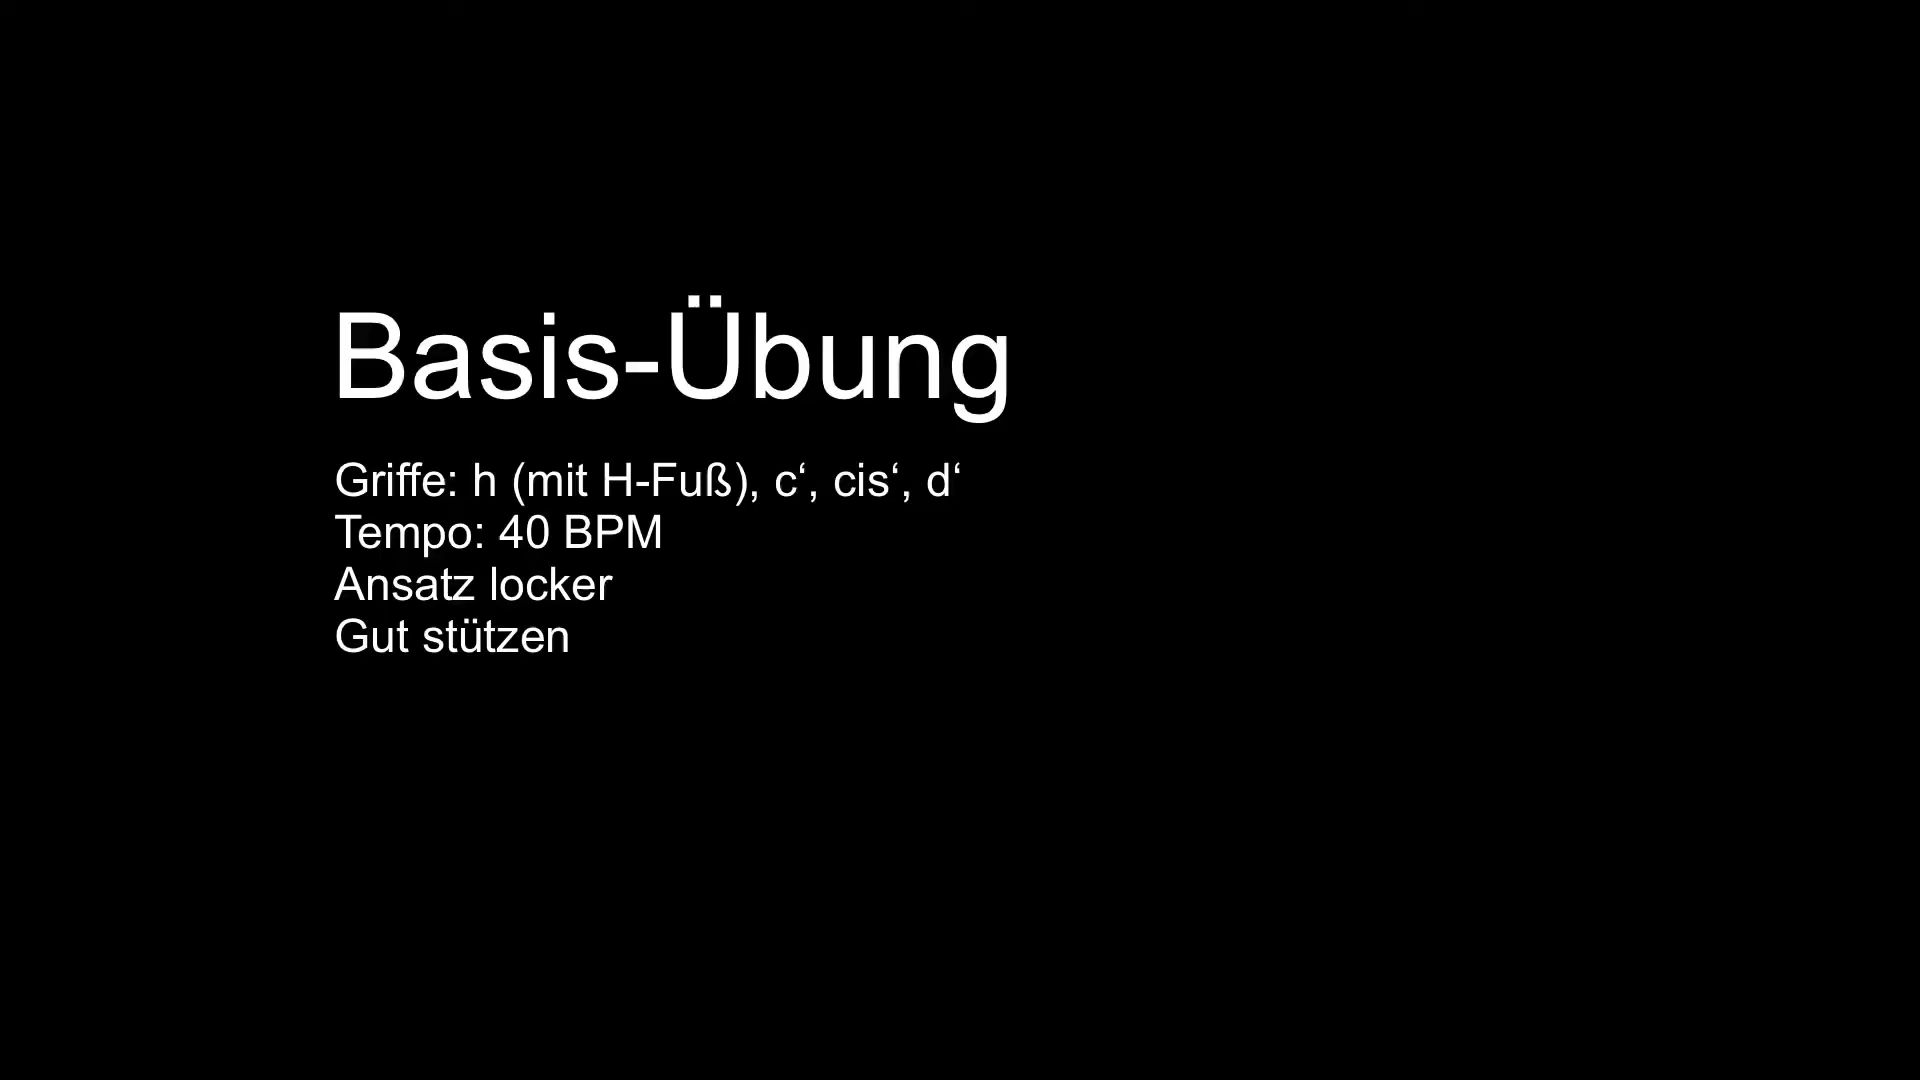 Basis-Übung
Griffe: h (mit H-Fuß), c‘, cis‘, d‘
Tempo: 40 BPM
Ansatz locker
Gut stützen